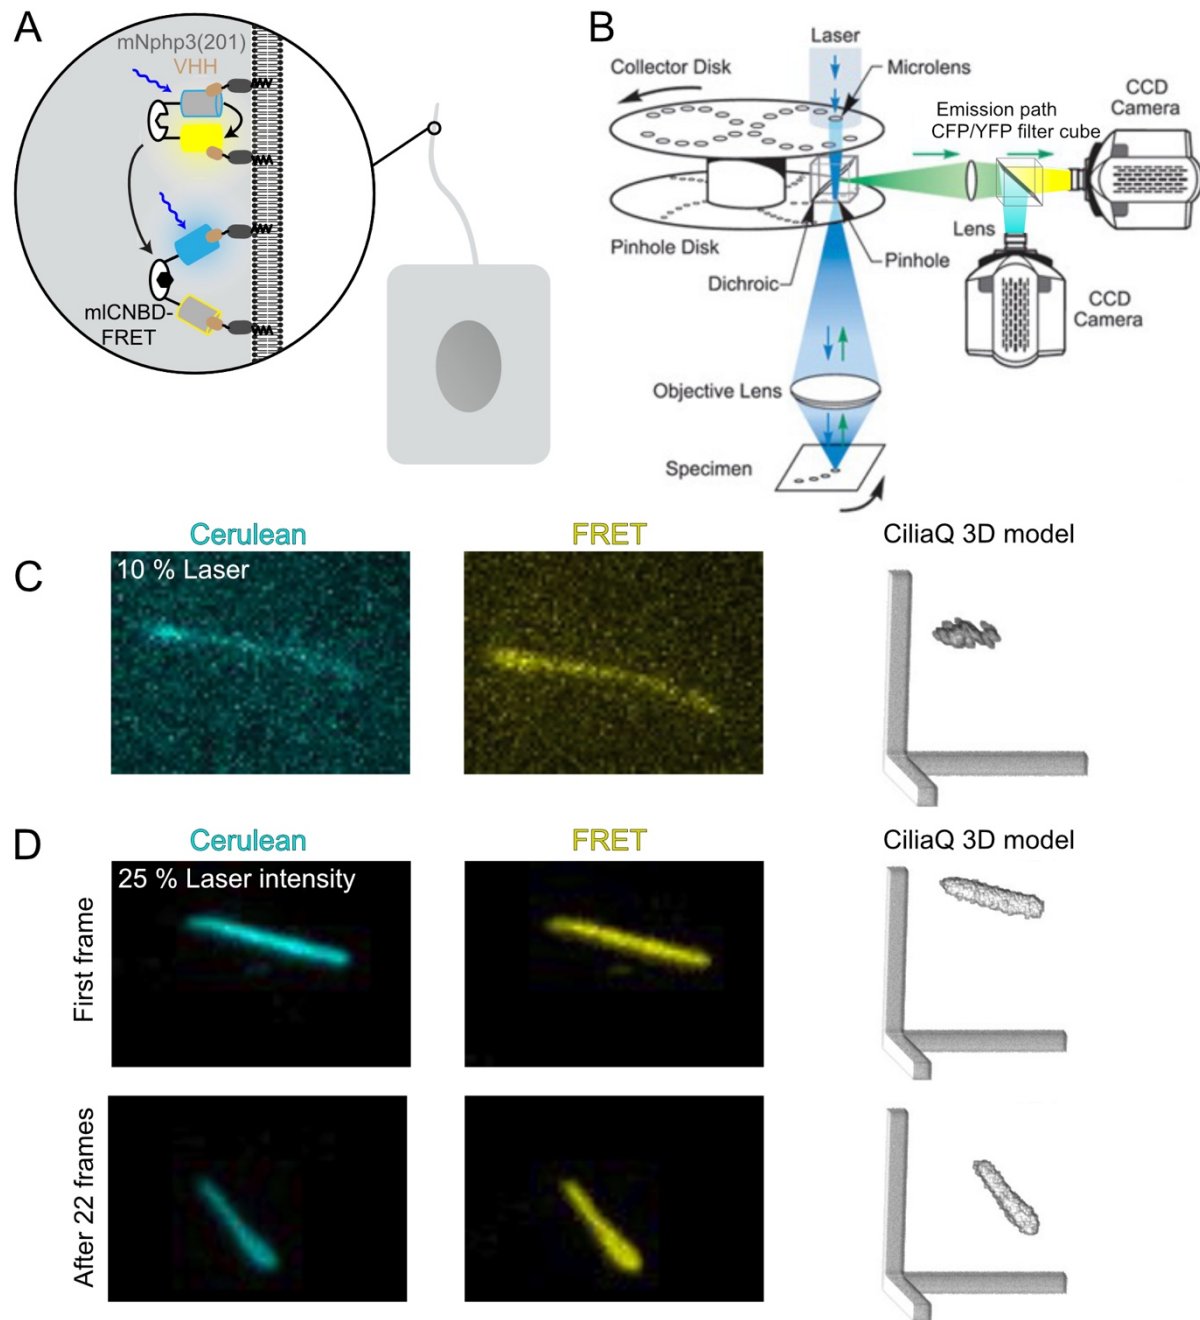 A
mNphp3(201)
VHH
mlCNBD-
FRET
B
Laser
Collector Disk
Microlens
CCD
Camera
Emission path
CFP/YFP filter cube
Lens
Pinhole Disk
Pinhole
Dichroic
CCD
Camera
Objective Lens
Specimen
C
Cerulean
FRET
CiliaQ 3D model
10 % Laser
D
Cerulean
FRET
CiliaQ 3D model
First frame
25 % Laser intensity
After 22 frames